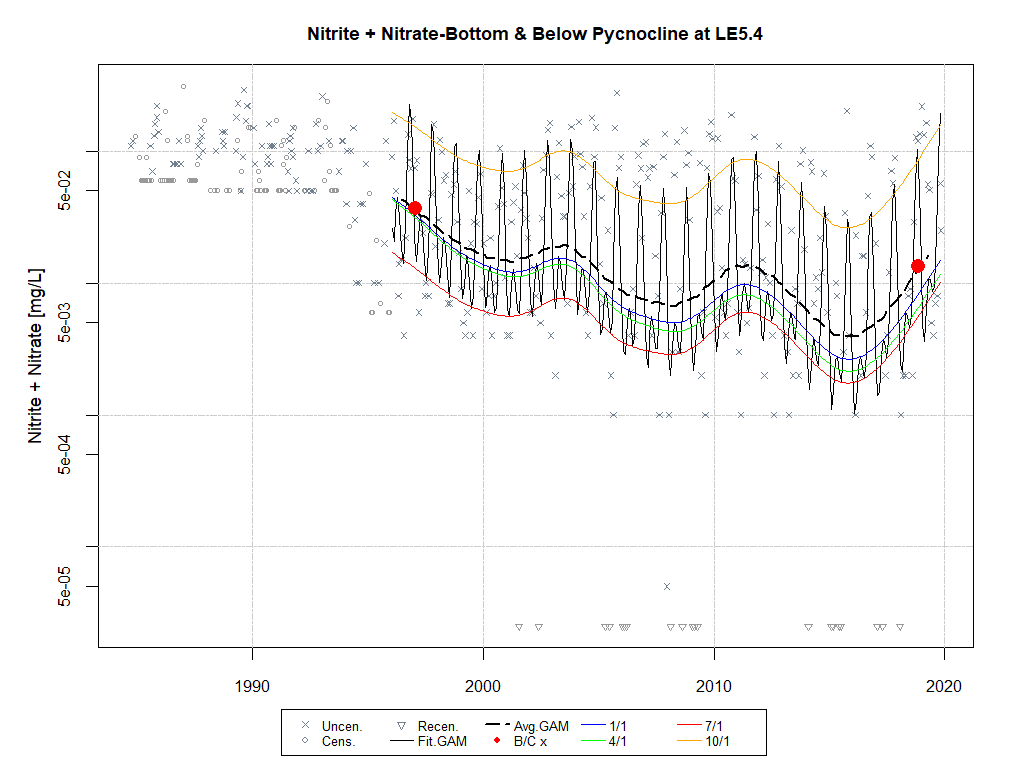 Nitrite + Nitrate-Bottom & Below Pycnocline at LE5.4
Nitrite + Nitrate [mg/L]
5e-02
5e-03
5e-04
5e-05
1990 2000 2010 2020
Uncen. Recen. Avg.GAM 1/1 7/1
Cens. Fit.GAM B/C x 4/1 10/1